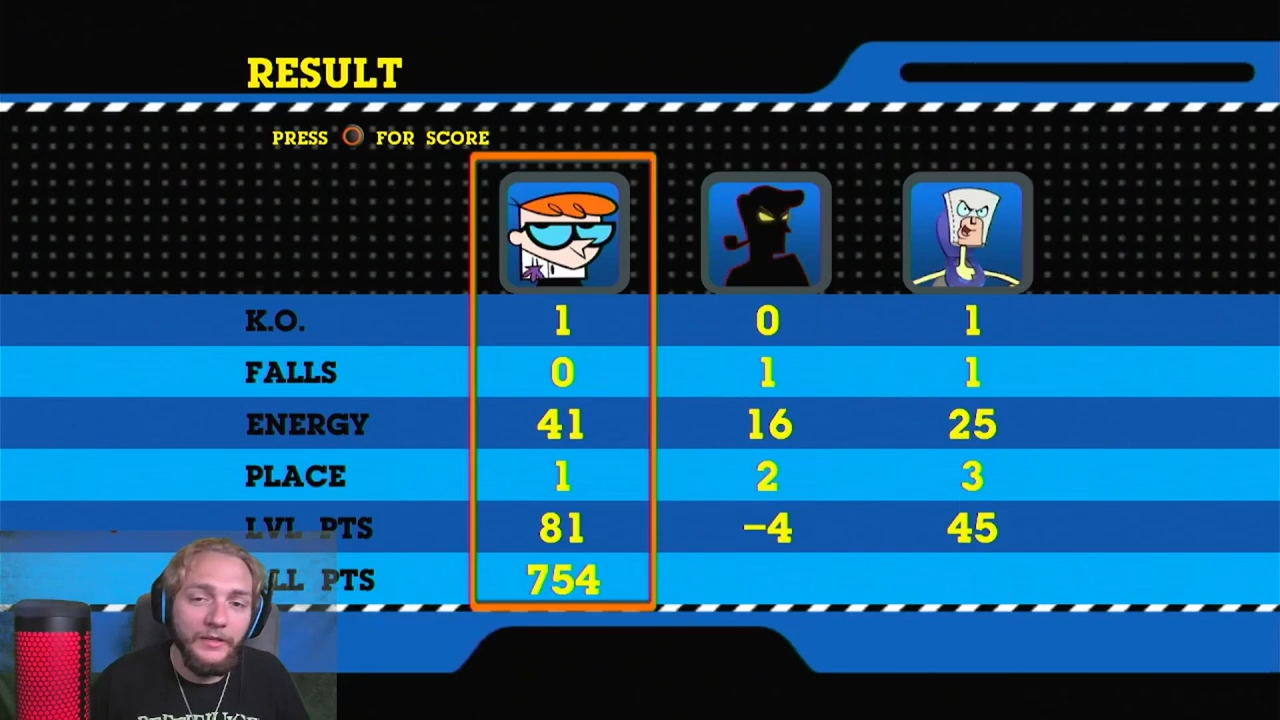 RESULT
PRESS FOR SCORE
K.O. 1 0 1
FALLS 0 1 1
ENERGY 41 16 25
PLACE 1 2 3
LVL PTS 81 -4 45
PTS 754